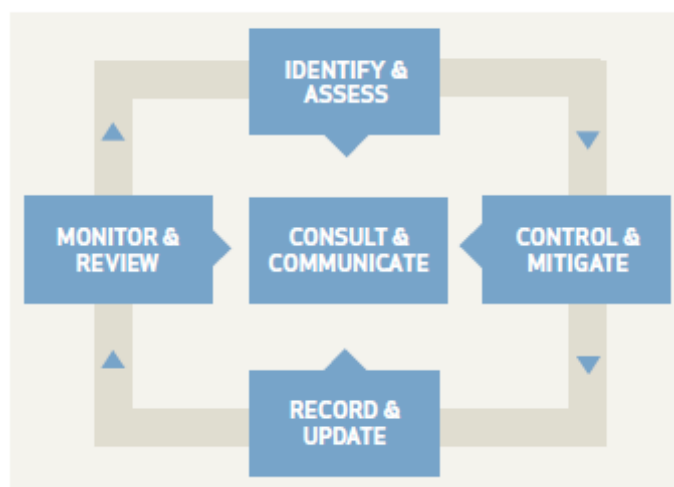 IDENTIFY &
ASSESS
MONITOR &
REVIEW
CONSULT &
COMMUNICATE
CONTROL &
MITIGATE
RECORD &
UPDATE